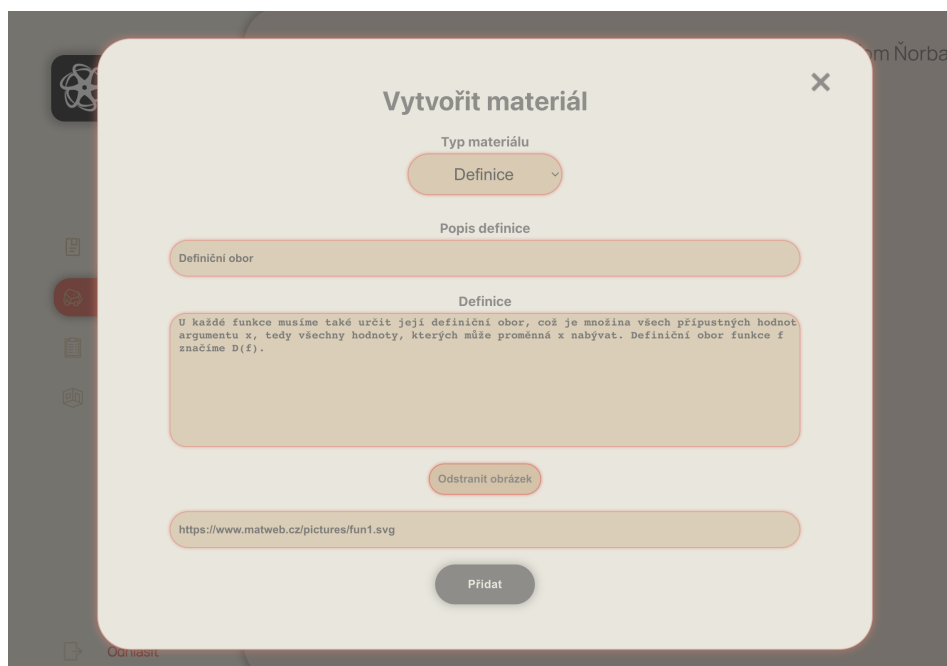 om Ňorba
Vytvořit materiál
Typ materiálu
Definice
Popis definice
Definiční obor
Definice
U každé funkce musíme také určit její definiční obor, což je množina všech přípustných hodnot
argumentu x, tedy všechny hodnoty, kterých může proměnná x nabývat. Definiční obor funkce f
značíme D(f).
Odstranit obrázek
https://www.matweb.cz/pictures/fun1.svg
Přidat
Odhlásit